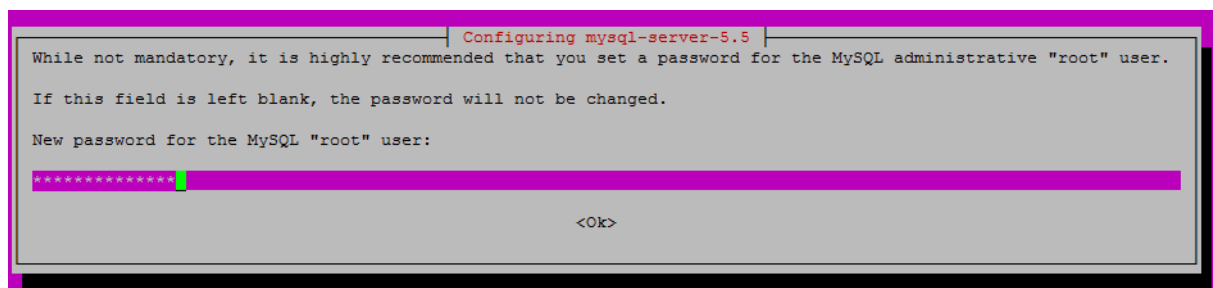 Configuring mysql-server-5.5
While not mandatory, it is highly recommended that you set a password for the MySQL administrative "root" user.
If this field is left blank, the password will not be changed.
New password for the MySQL "root" user:
**************
<Ok>